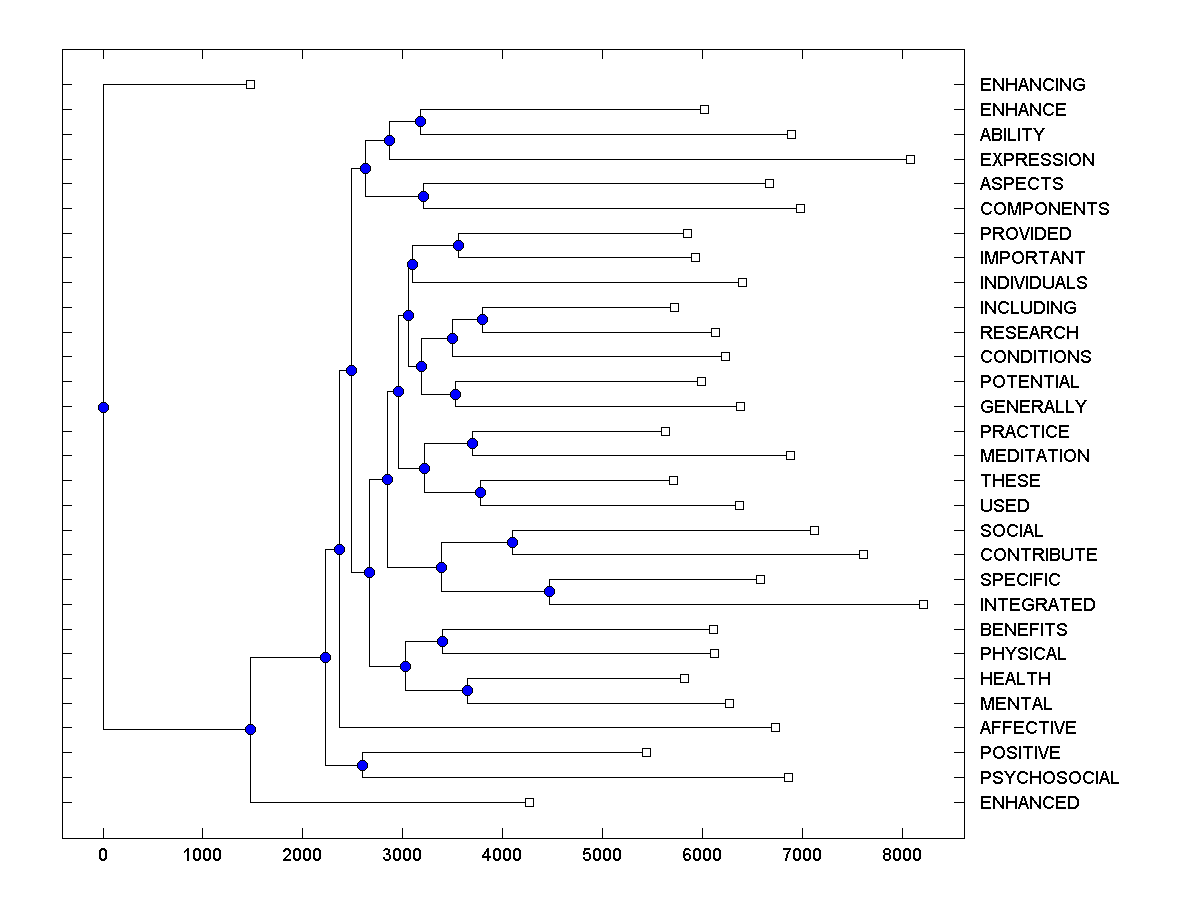 ENHANCING
ENHANCE
ABILITY
EXPRESSION
ASPECTS
COMPONENTS
PROVIDED
IMPORTANT
INDIVIDUALS
INCLUDING
RESEARCH
CONDITIONS
POTENTIAL
GENERALLY
PRACTICE
MEDITATION
THESE
USED
SOCIAL
CONTRIBUTE
SPECIFIC
INTEGRATED
BENEFITS
PHYSICAL
HEALTH
MENTAL
AFFECTIVE
POSITIVE
PSYCHOSOCIAL
ENHANCED
0 1000 2000 3000 4000 5000 6000 7000 8000